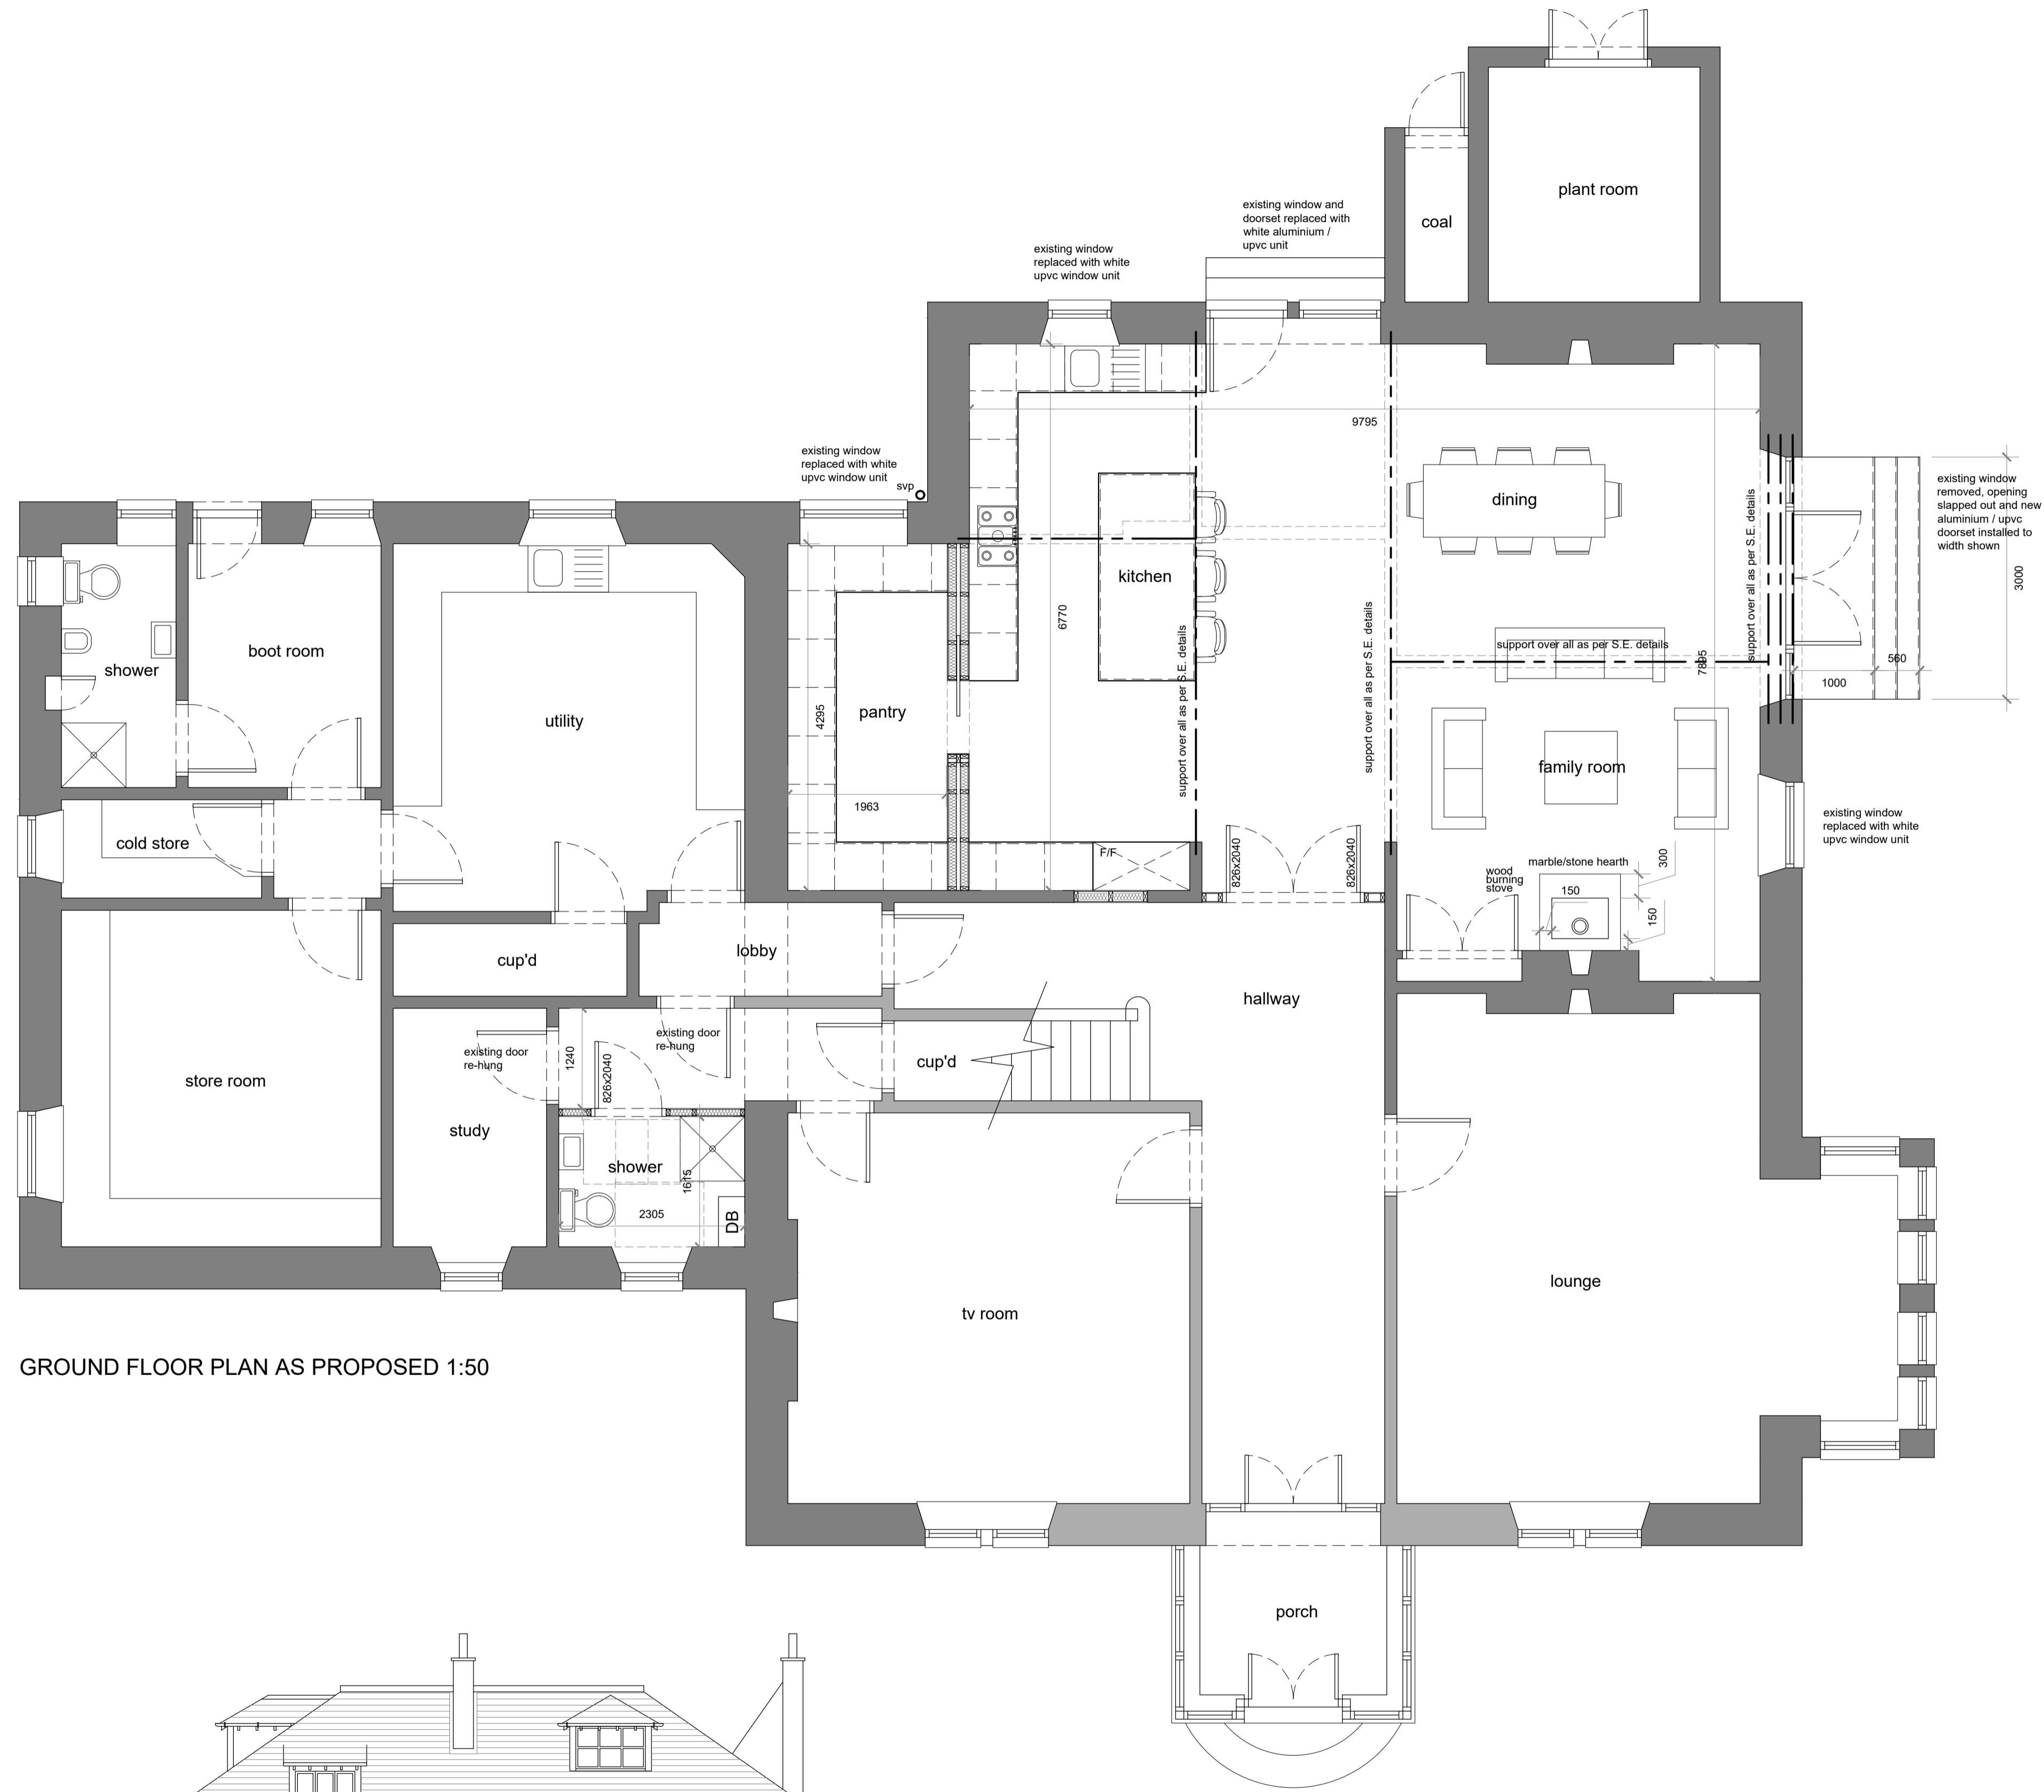 plant room
coal
existing window and
doorset replaced with
white aluminium /
upvc unit
existing window
replaced with white
upvc window unit
9795
existing window
replaced with white
upvc window unit
svp
dining
existing window
removed, opening
slapped out and new
aluminium / upvc
doorset installed to
width shown
3000
kitchen
6770
support over all as per S.E. details
support over all as per S.E. details
support over all as per S.E. details
support over all as per S.E. details
7895
560
1000
boot room
shower
utility
pantry
4295
1963
family room
cold store
existing window
replaced with white
upvc window unit
F/F
826x2040
826x2040
marble/stone hearth
300
wood
burning
stove
150
150
lobby
cup'd
hallway
existing door
re-hung
existing door
re-hung
1240
826x2040
cup'd
store room
study
shower
1615
2305
DB
lounge
tv room
GROUND FLOOR PLAN AS PROPOSED 1:50
porch